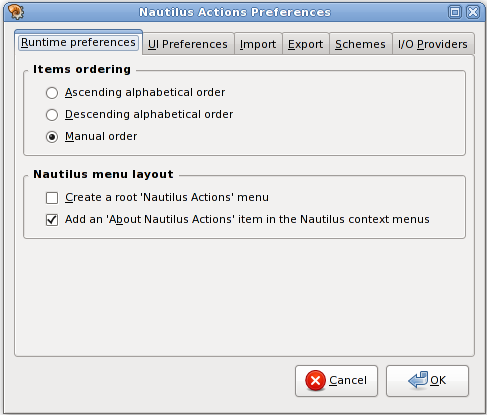 Nautilus Actions Preferences
Runtime preferences UI Preferences Import Export Schemes I/O Providers
Items ordering
Ascending alphabetical order
Descending alphabetical order
Manual order
Nautilus menu layout
Create a root 'Nautilus Actions' menu
Add an 'About Nautilus Actions' item in the Nautilus context menus
Cancel OK